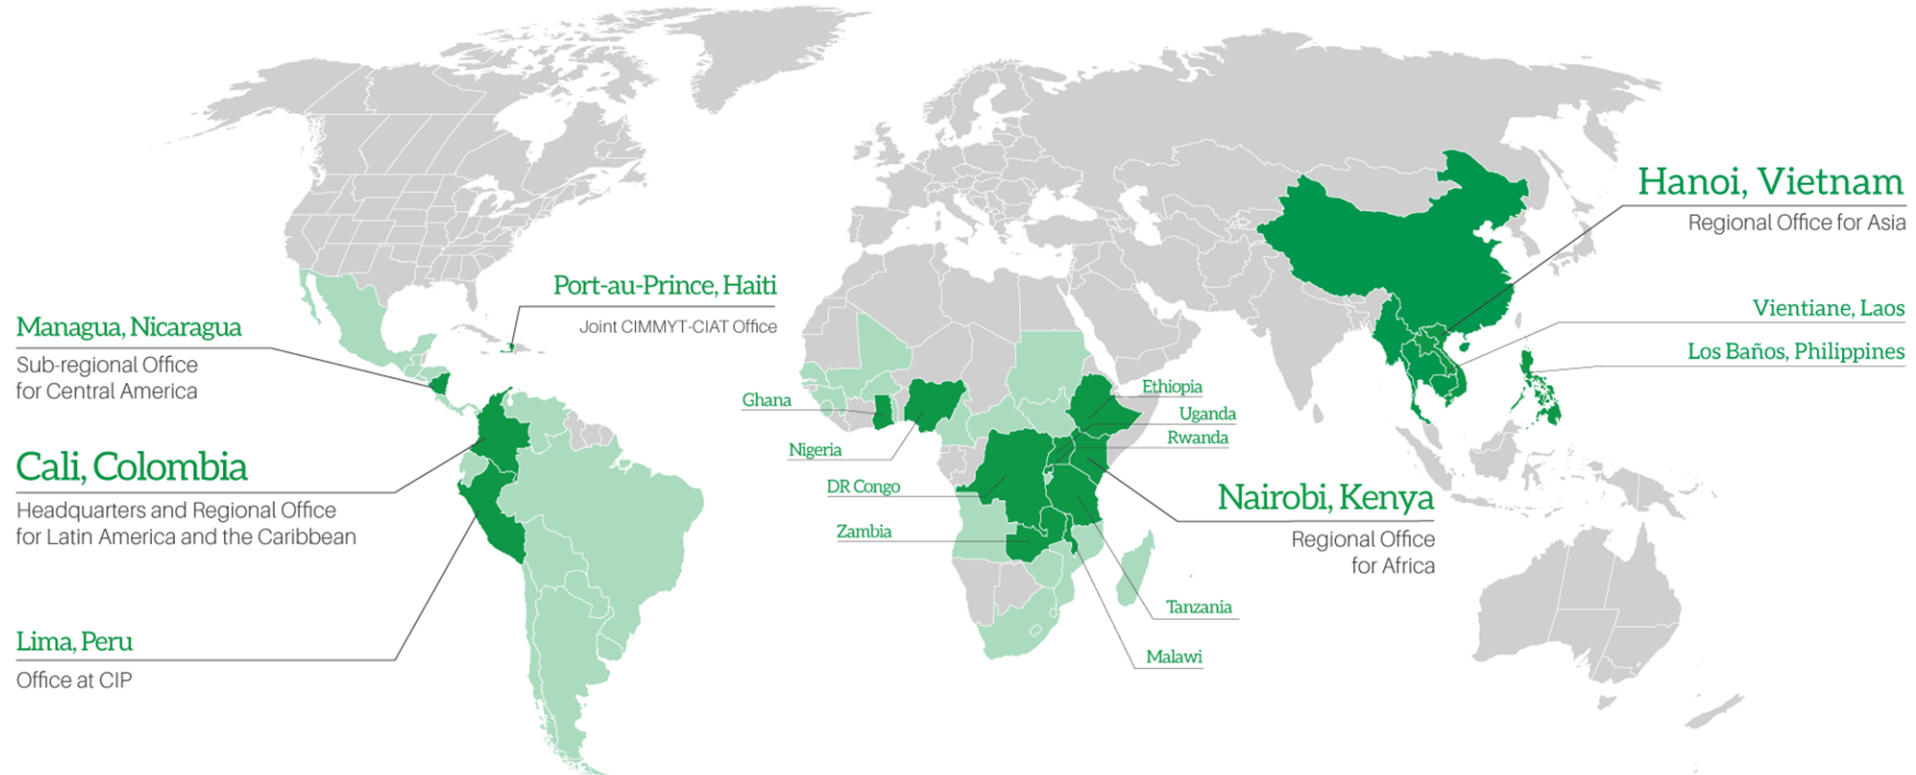 Managua, Nicaragua
Sub-regional Office
for Central America
Cali, Colombia
Headquarters and Regional Office
for Latin America and the Caribbean
Lima, Peru
Office at CIP
Port-au-Prince, Haiti
Joint CIMMYT-CIAT Office
Ghana
Nigeria
DR Congo
Zambia
Ethiopia
Uganda
Rwanda
Nairobi, Kenya
Regional Office
for Africa
Tanzania
Malawi
Hanoi, Vietnam
Regional Office for Asia
Vientiane, Laos
Los Baños, Philippines